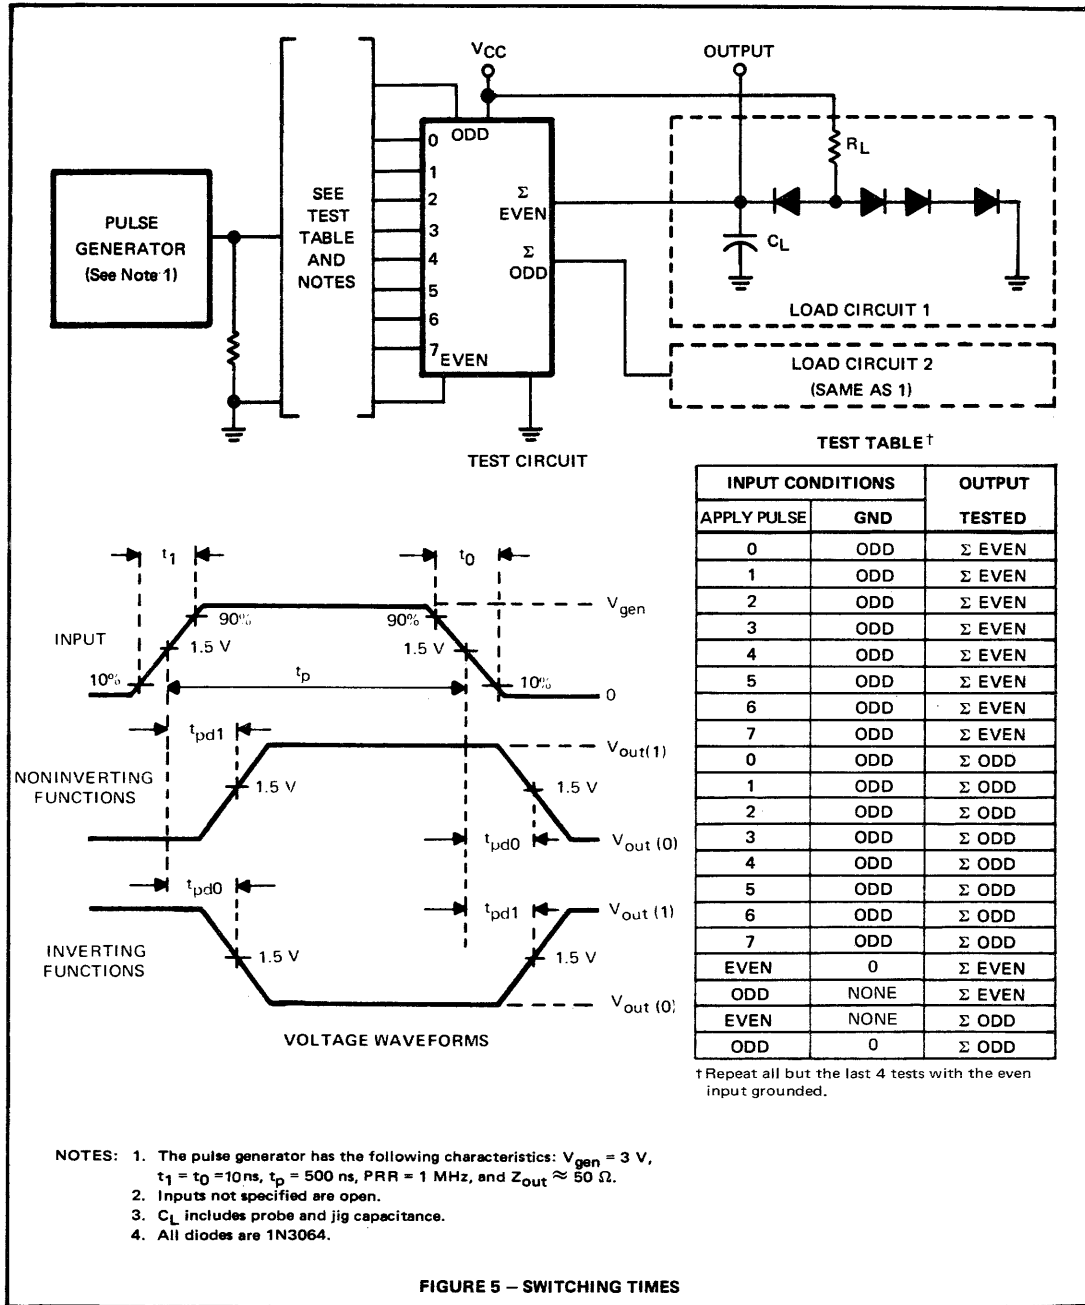 VCC
OUTPUT
ODD
0
1
2
3
4
5
6
7
EVEN
Σ
EVEN
Σ
ODD
PULSE
GENERATOR
(See Note 1)
SEE
TEST
TABLE
AND
NOTES
RL
CL
LOAD CIRCUIT 1
LOAD CIRCUIT 2
(SAME AS 1)
TEST CIRCUIT
t1
t0
Vgen
90%
90%
INPUT
1.5 V
1.5 V
10%
tp
10%
0
tpd1
Vout(1)
NONINVERTING
FUNCTIONS
1.5 V
1.5 V
tpd0
Vout (0)
tpd0
tpd1
Vout (1)
INVERTING
FUNCTIONS
1.5 V
1.5 V
Vout (0)
VOLTAGE WAVEFORMS
TEST TABLE†
INPUT CONDITIONS OUTPUT
APPLY PULSE GND TESTED
0 ODD Σ EVEN
1 ODD Σ EVEN
2 ODD Σ EVEN
3 ODD Σ EVEN
4 ODD Σ EVEN
5 ODD Σ EVEN
6 ODD Σ EVEN
7 ODD Σ EVEN
0 ODD Σ ODD
1 ODD Σ ODD
2 ODD Σ ODD
3 ODD Σ ODD
4 ODD Σ ODD
5 ODD Σ ODD
6 ODD Σ ODD
7 ODD Σ ODD
EVEN 0 Σ EVEN
ODD NONE Σ EVEN
EVEN NONE Σ ODD
ODD 0 Σ ODD
† Repeat all but the last 4 tests with the even
input grounded.
NOTES: 1. The pulse generator has the following characteristics: Vgen = 3 V,
t1 = t0 =10ns, tp = 500 ns, PRR = 1 MHz, and Zout ≈ 50 Ω.
2. Inputs not specified are open.
3. CL includes probe and jig capacitance.
4. All diodes are 1N3064.
FIGURE 5 – SWITCHING TIMES